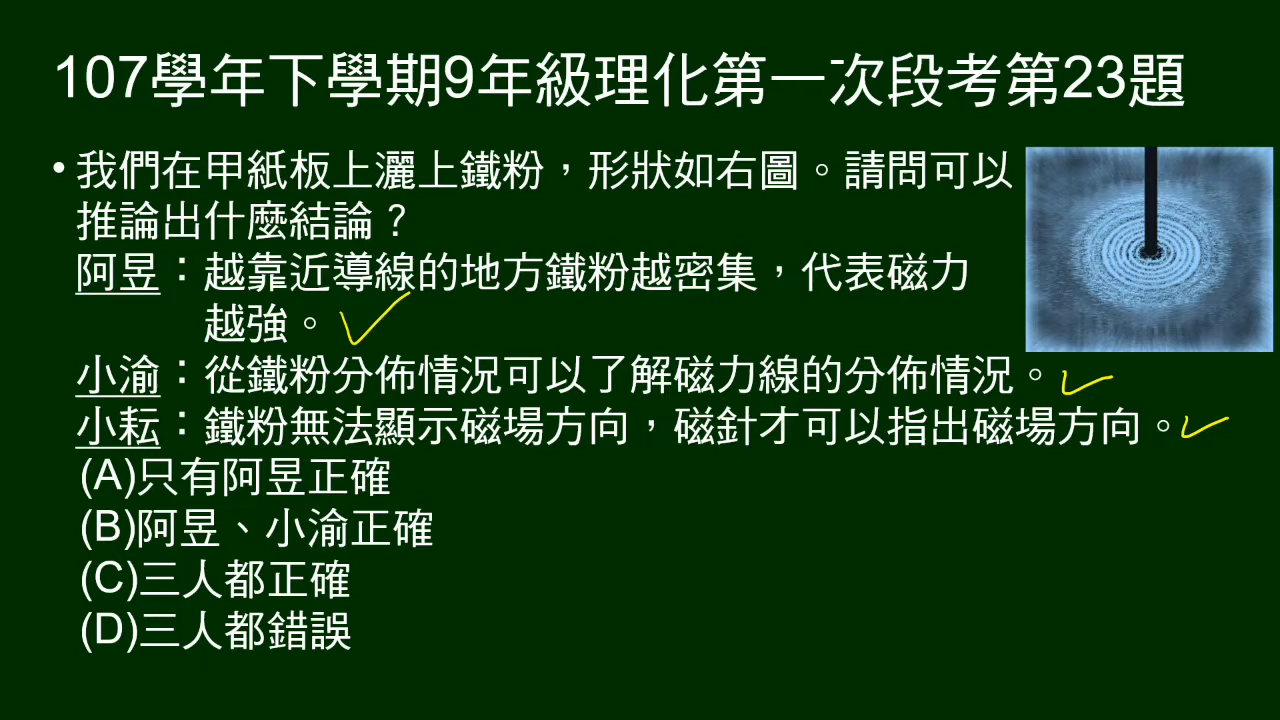 107學年下學期9年級理化第一次段考第23題
• 我們在甲紙板上灑上鐵粉，形狀如右圖。請問可以
推論出什麼結論？
阿昱：越靠近導線的地方鐵粉越密集，代表磁力
越強。
小渝：從鐵粉分佈情況可以了解磁力線的分佈情況。
小耘：鐵粉無法顯示磁場方向，磁針才可以指出磁場方向。
(A)只有阿昱正確
(B)阿昱、小渝正確
(C)三人都正確
(D)三人都錯誤